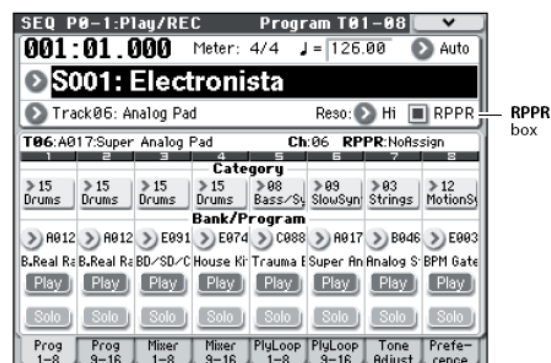 SEQ P0-1:Play/REC Program T01-08
001:01.000 Meter: 4/4 ♩= 126.00 Auto
S001: Electronista
Track06: Analog Pad Reso: Hi RPPR
RPPR
box
T06:A017:Super Analog Pad Ch:06 RPPR:NoAssign
1 2 3 4 5 6 7 8
Category
15 15 15 15 08 09 03 12
Drums Drums Drums Drums Bass/Sy SlowSyn Strings MotionSy
Bank/Program
A012 A012 E091 E074 C088 A017 B046 E003
B.Real Ra B.Real Ra BD/SD/C House Ki Trauma Super An Analog S BPM Gate
Play Play Play Play Play Play Play Play
Solo Solo Solo Solo Solo Solo Solo Solo
Prog Prog Mixer Mixer PlyLoop PlyLoop Tone Prefe-
1-8 9-16 1-8 9-16 1-8 9-16 Adjust rence